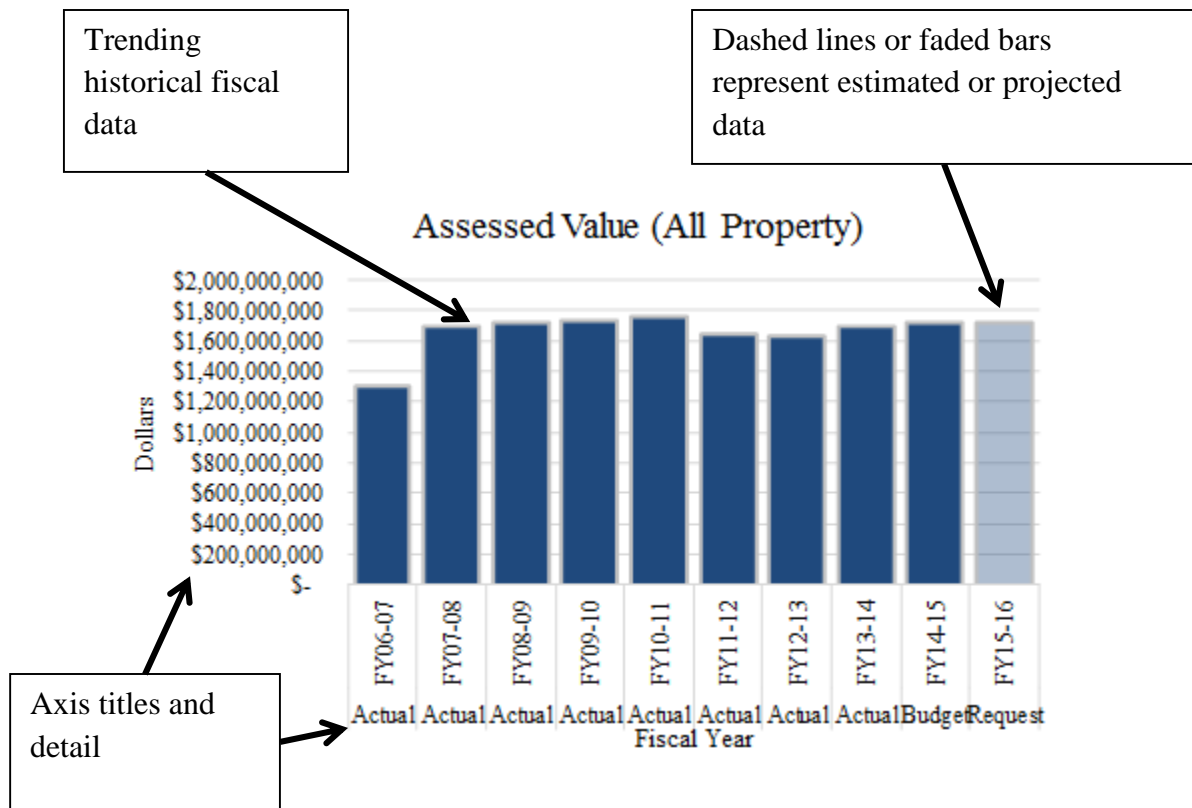 Trending
historical fiscal
data
Dashed lines or faded bars
represent estimated or projected
data
Assessed Value (All Property)
Dollars
$2,000,000,000
$1,800,000,000
$1,600,000,000
$1,400,000,000
$1,200,000,000
$1,000,000,000
$800,000,000
$600,000,000
$400,000,000
$200,000,000
$-
FY06-07
FY07-08
FY08-09
FY09-10
FY10-11
FY11-12
FY12-13
FY13-14
FY14-15
FY15-16
Actual Actual Actual Actual Actual Actual Actual Actual Budget Request
Fiscal Year
Axis titles and
detail